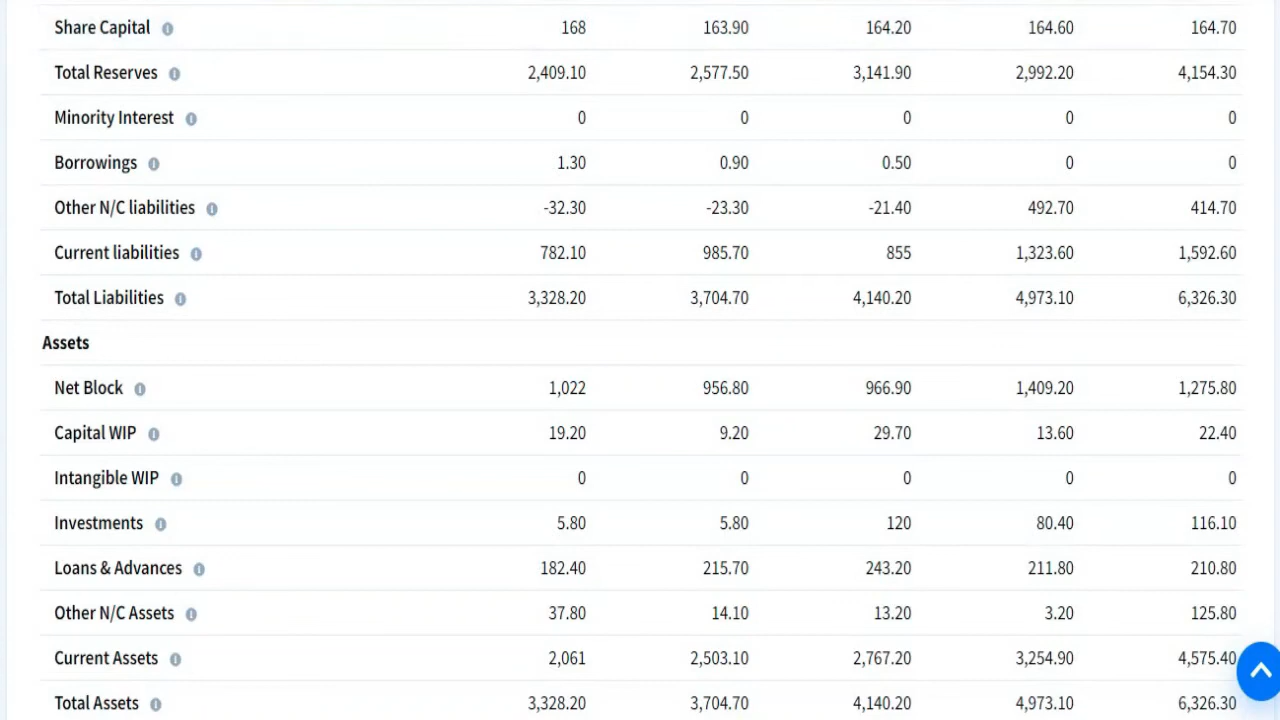 Share Capital 168 163.90 164.20 164.60 164.70
Total Reserves 2,409.10 2,577.50 3,141.90 2,992.20 4,154.30
Minority Interest 0 0 0 0 0
Borrowings 1.30 0.90 0.50 0 0
Other N/C liabilities -32.30 -23.30 -21.40 492.70 414.70
Current liabilities 782.10 985.70 855 1,323.60 1,592.60
Total Liabilities 3,328.20 3,704.70 4,140.20 4,973.10 6,326.30
Assets
Net Block 1,022 956.80 966.90 1,409.20 1,275.80
Capital WIP 19.20 9.20 29.70 13.60 22.40
Intangible WIP 0 0 0 0 0
Investments 5.80 5.80 120 80.40 116.10
Loans & Advances 182.40 215.70 243.20 211.80 210.80
Other N/C Assets 37.80 14.10 13.20 3.20 125.80
Current Assets 2,061 2,503.10 2,767.20 3,254.90 4,575.40
Total Assets 3,328.20 3,704.70 4,140.20 4,973.10 6,326.30